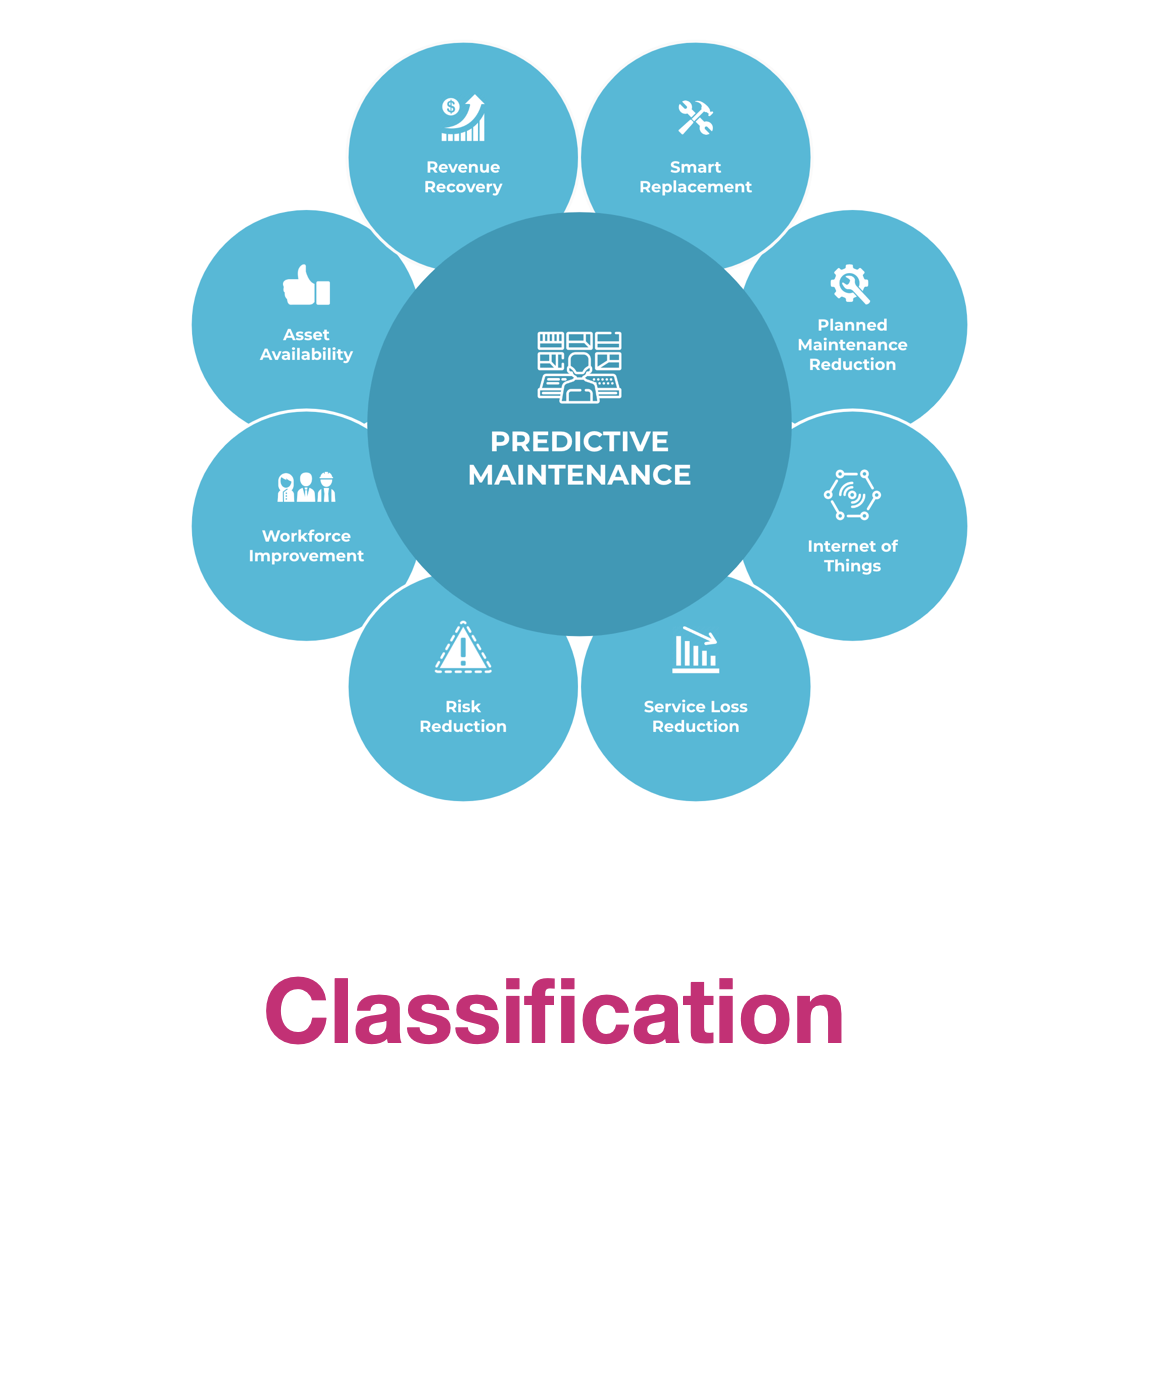 Revenue
Recovery
Smart
Replacement
Asset
Availability
Planned
Maintenance
Reduction
PREDICTIVE
MAINTENANCE
Workforce
Improvement
Internet of
Things
Risk
Reduction
Service Loss
Reduction
Classification